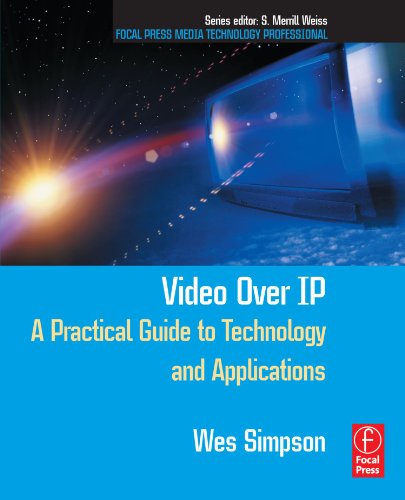 Series editor: S. Merrill Weiss
FOCAL PRESS MEDIA TECHNOLOGY PROFESSIONAL
Video Over IP
A Practical Guide to Technology
and Applications
Wes Simpson
Focal
Press